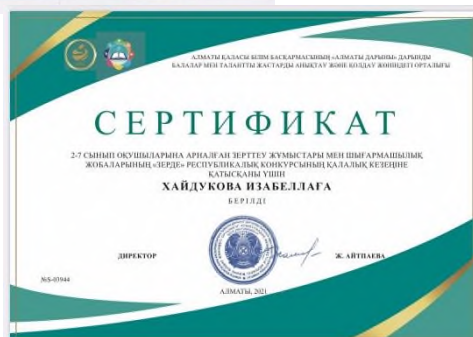 АЛМАТЫ ҚАЛАСЫ БІЛІМ БАСҚАРМАСЫНЫҢ «АЛМАТЫ ДАРЫНЫ» ДАРЫНДЫ
БАЛАЛАР МЕН ТАЛАНТТЫ ЖАСТАРДЫ АНЫҚТАУ ЖӘНЕ ҚОЛДАУ ЖӨНІНДЕГІ ОРТАЛЫҒЫ
СЕРТИФИКАТ
2-7 СЫНЫП ОҚУШЫЛАРЫНА АРНАЛҒАН ЗЕРТТЕУ ЖҰМЫСТАРЫ МЕН ШЫҒАРМАШЫЛЫҚ
ЖОБАЛАРЫНЫҢ «ЗЕРДЕ» РЕСПУБЛИКАЛЫҚ КОНКУРСЫНЫҢ ҚАЛАЛЫҚ КЕЗЕҢІНЕ
ҚАТЫСҚАНЫ ҮШІН
ХАЙДУКОВА ИЗАБЕЛЛАҒА
БЕРІЛДІ
ДИРЕКТОР
Ж. АЙТПАЕВА
№S-03944
АЛМАТЫ, 2021